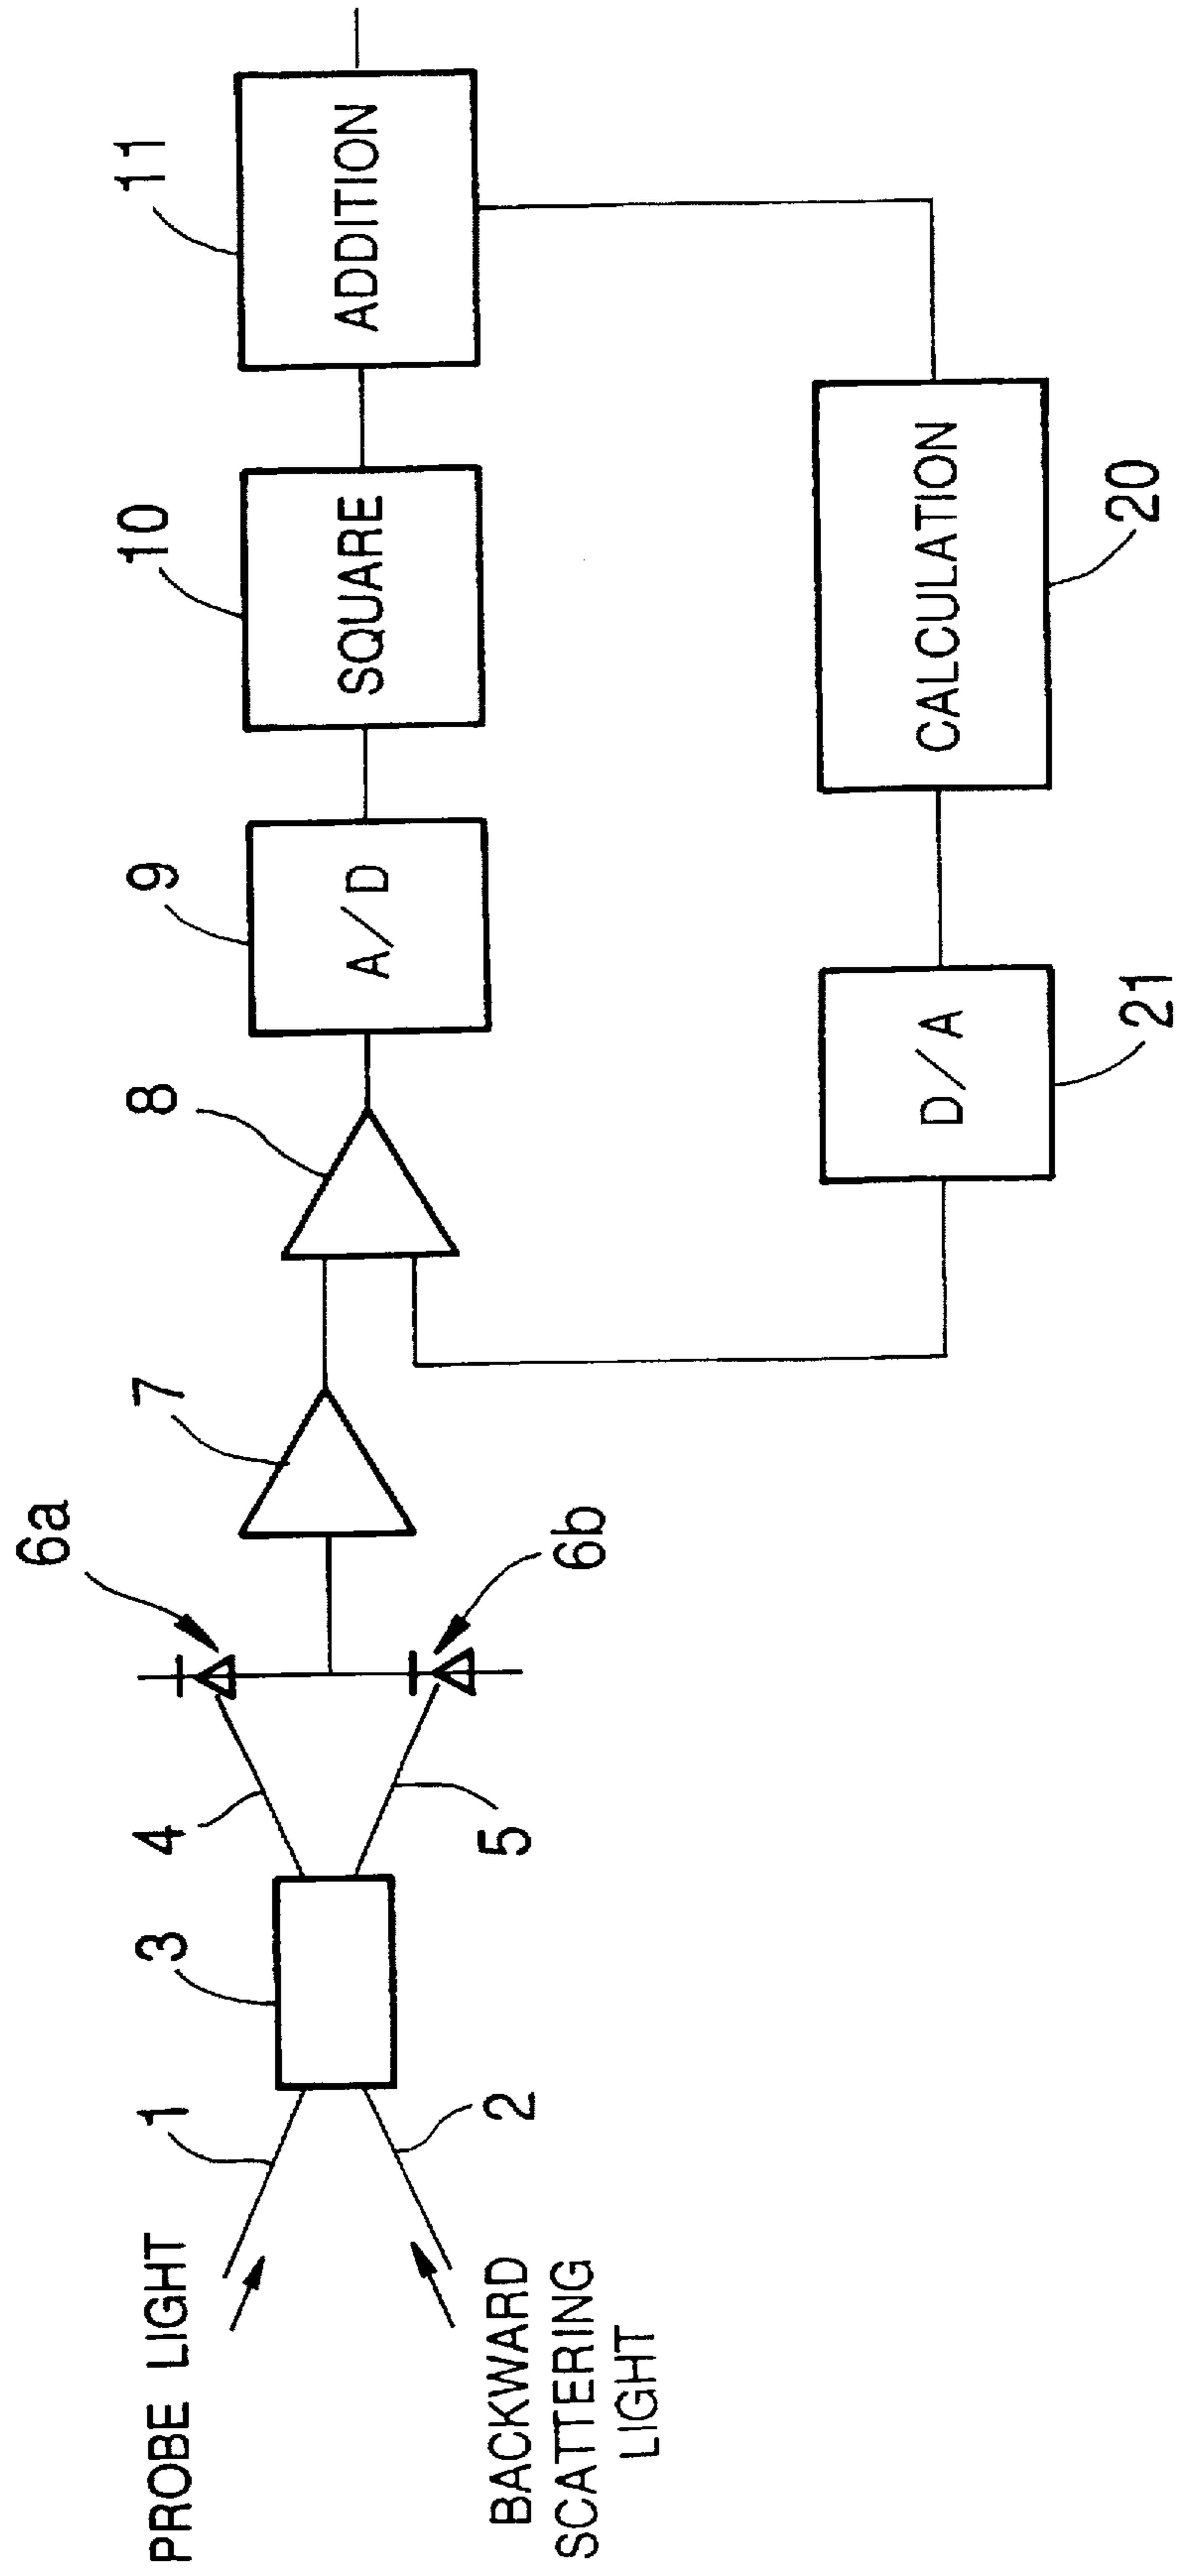 PROBE LIGHT
1
BACKWARD
SCATTERING
LIGHT
2
3
4
5
6a
6b
7
8
9
A/D
10
SQUARE
11
ADDITION
D/A
21
CALCULATION
20